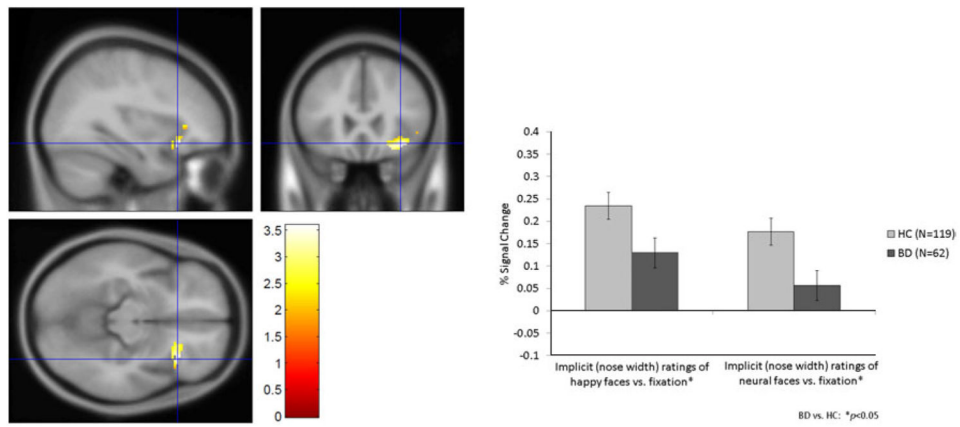 3.5
3
2.5
2
1.5
1
0.5
0
% Signal Change
0.4
0.35
0.3
0.25
0.2
0.15
0.1
0.05
0
-0.05
-0.1
Implicit (nose width) ratings of
happy faces vs. fixation*
Implicit (nose width) ratings of
neural faces vs. fixation*
HC (N=119)
BD (N=62)
BD vs. HC: *p<0.05